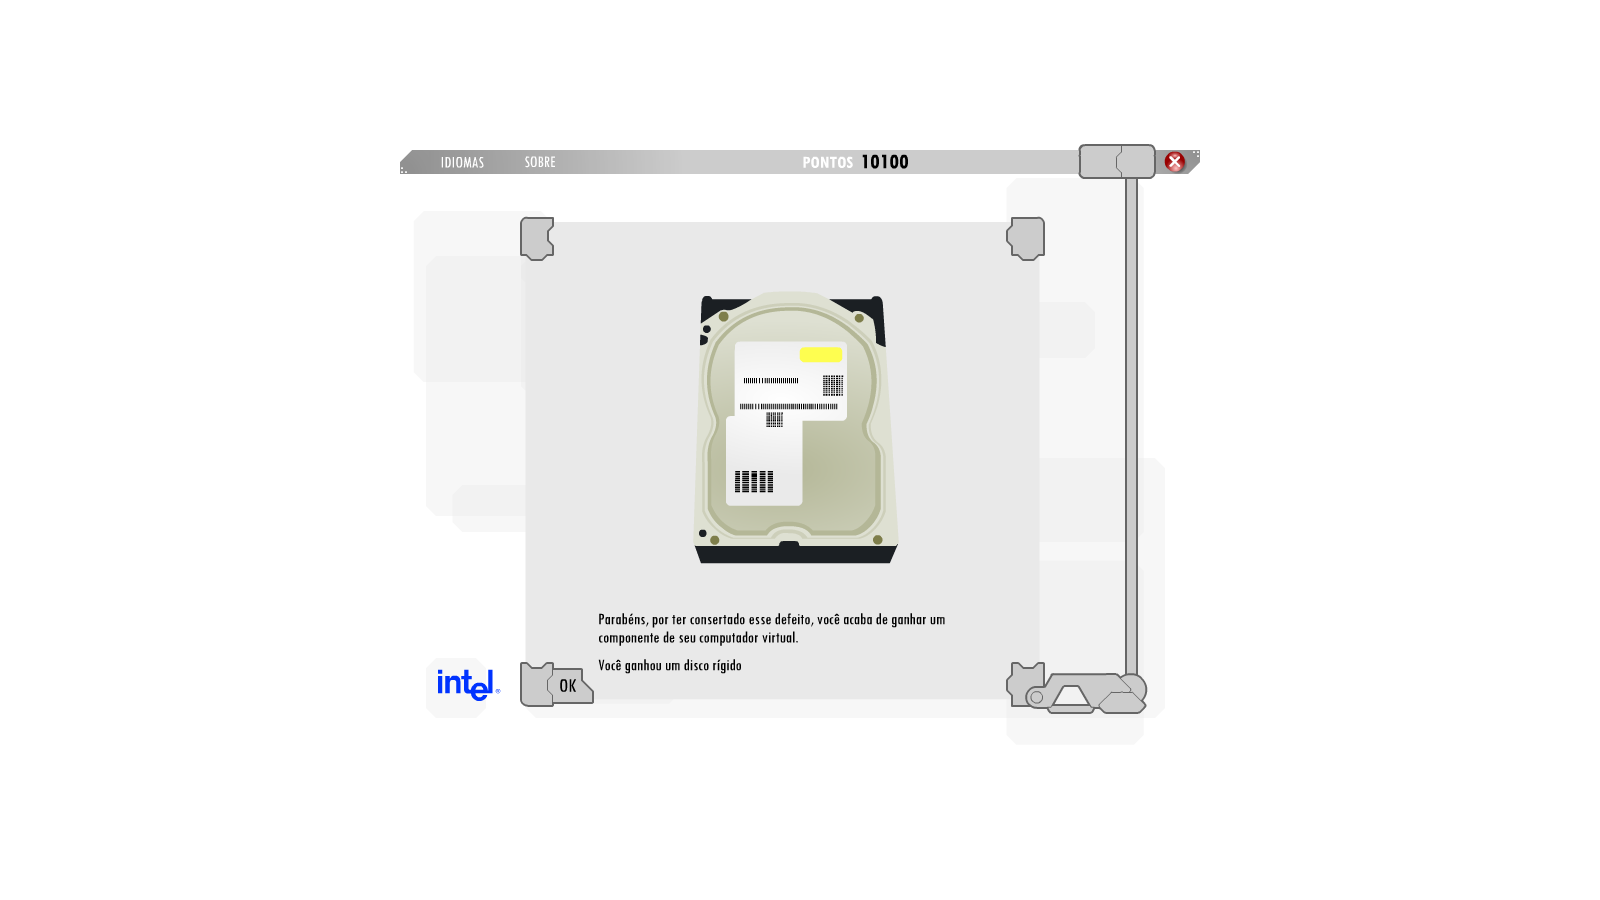 IDIOMAS SOBRE PONTOS 10100
Parabéns, por ter consertado esse defeito, você acaba de ganhar um
componente de seu computador virtual.
Você ganhou um disco rígido
OK
intel®